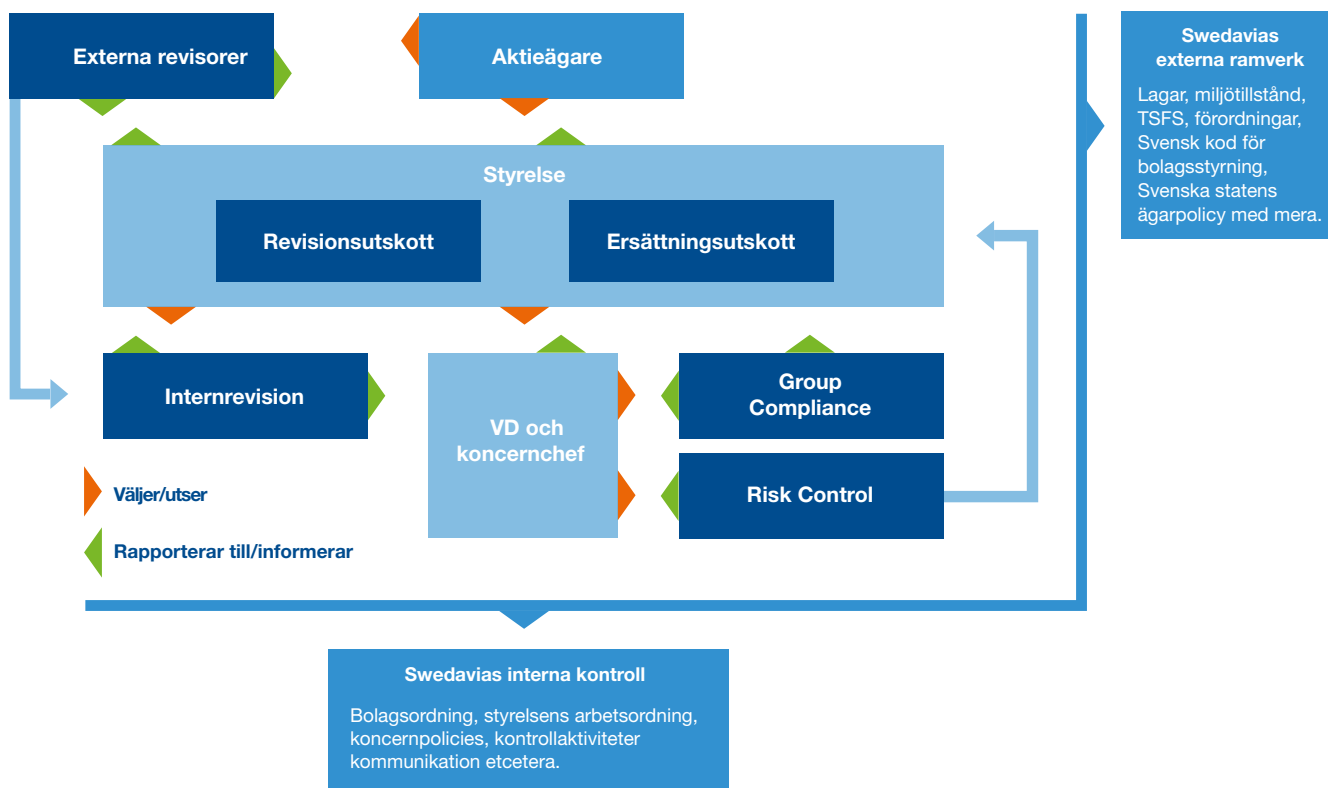 Externa revisorer
Aktieägare
Swedavias
externa ramverk
Lagar, miljötillstånd,
TSFS, förordningar,
Svensk kod för
bolagsstyrning,
Svenska statens
ägarpolicy med mera.
Styrelse
Revisionsutskott
Ersättningsutskott
Internrevision
VD och
koncernchef
Group
Compliance
Risk Control
Väljer/utser
Rapporterar till/informerar
Swedavias interna kontroll
Bolagsordning, styrelsens arbetsordning,
koncernpolicies, kontrollaktiviteter
kommunikation etcetera.